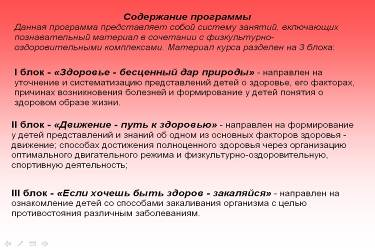 Содержание программы
Данная программа представляет собой систему занятий, включающих
познавательный материал в сочетании с физкультурно-
оздоровительными комплексами. Материал курса разделен на 3 блока:
I блок - «Здоровье - бесценный дар природы» - направлен на
уточнение и систематизацию представлений детей о здоровье, его факторах,
причинах возникновения болезней и формирование у детей понятия о
здоровом образе жизни.
II блок - «Движение - путь к здоровью» - направлен на формирование
у детей представлений и знаний об одном из основных факторов здоровья -
движение; способах достижения полноценного здоровья через организацию
оптимального двигательного режима и физкультурно-оздоровительную,
спортивную деятельность;
III блок - «Если хочешь быть здоров - закаляйся» - направлен на
ознакомление детей со способами закаливания организма с целью
противостояния различным заболеваниям.